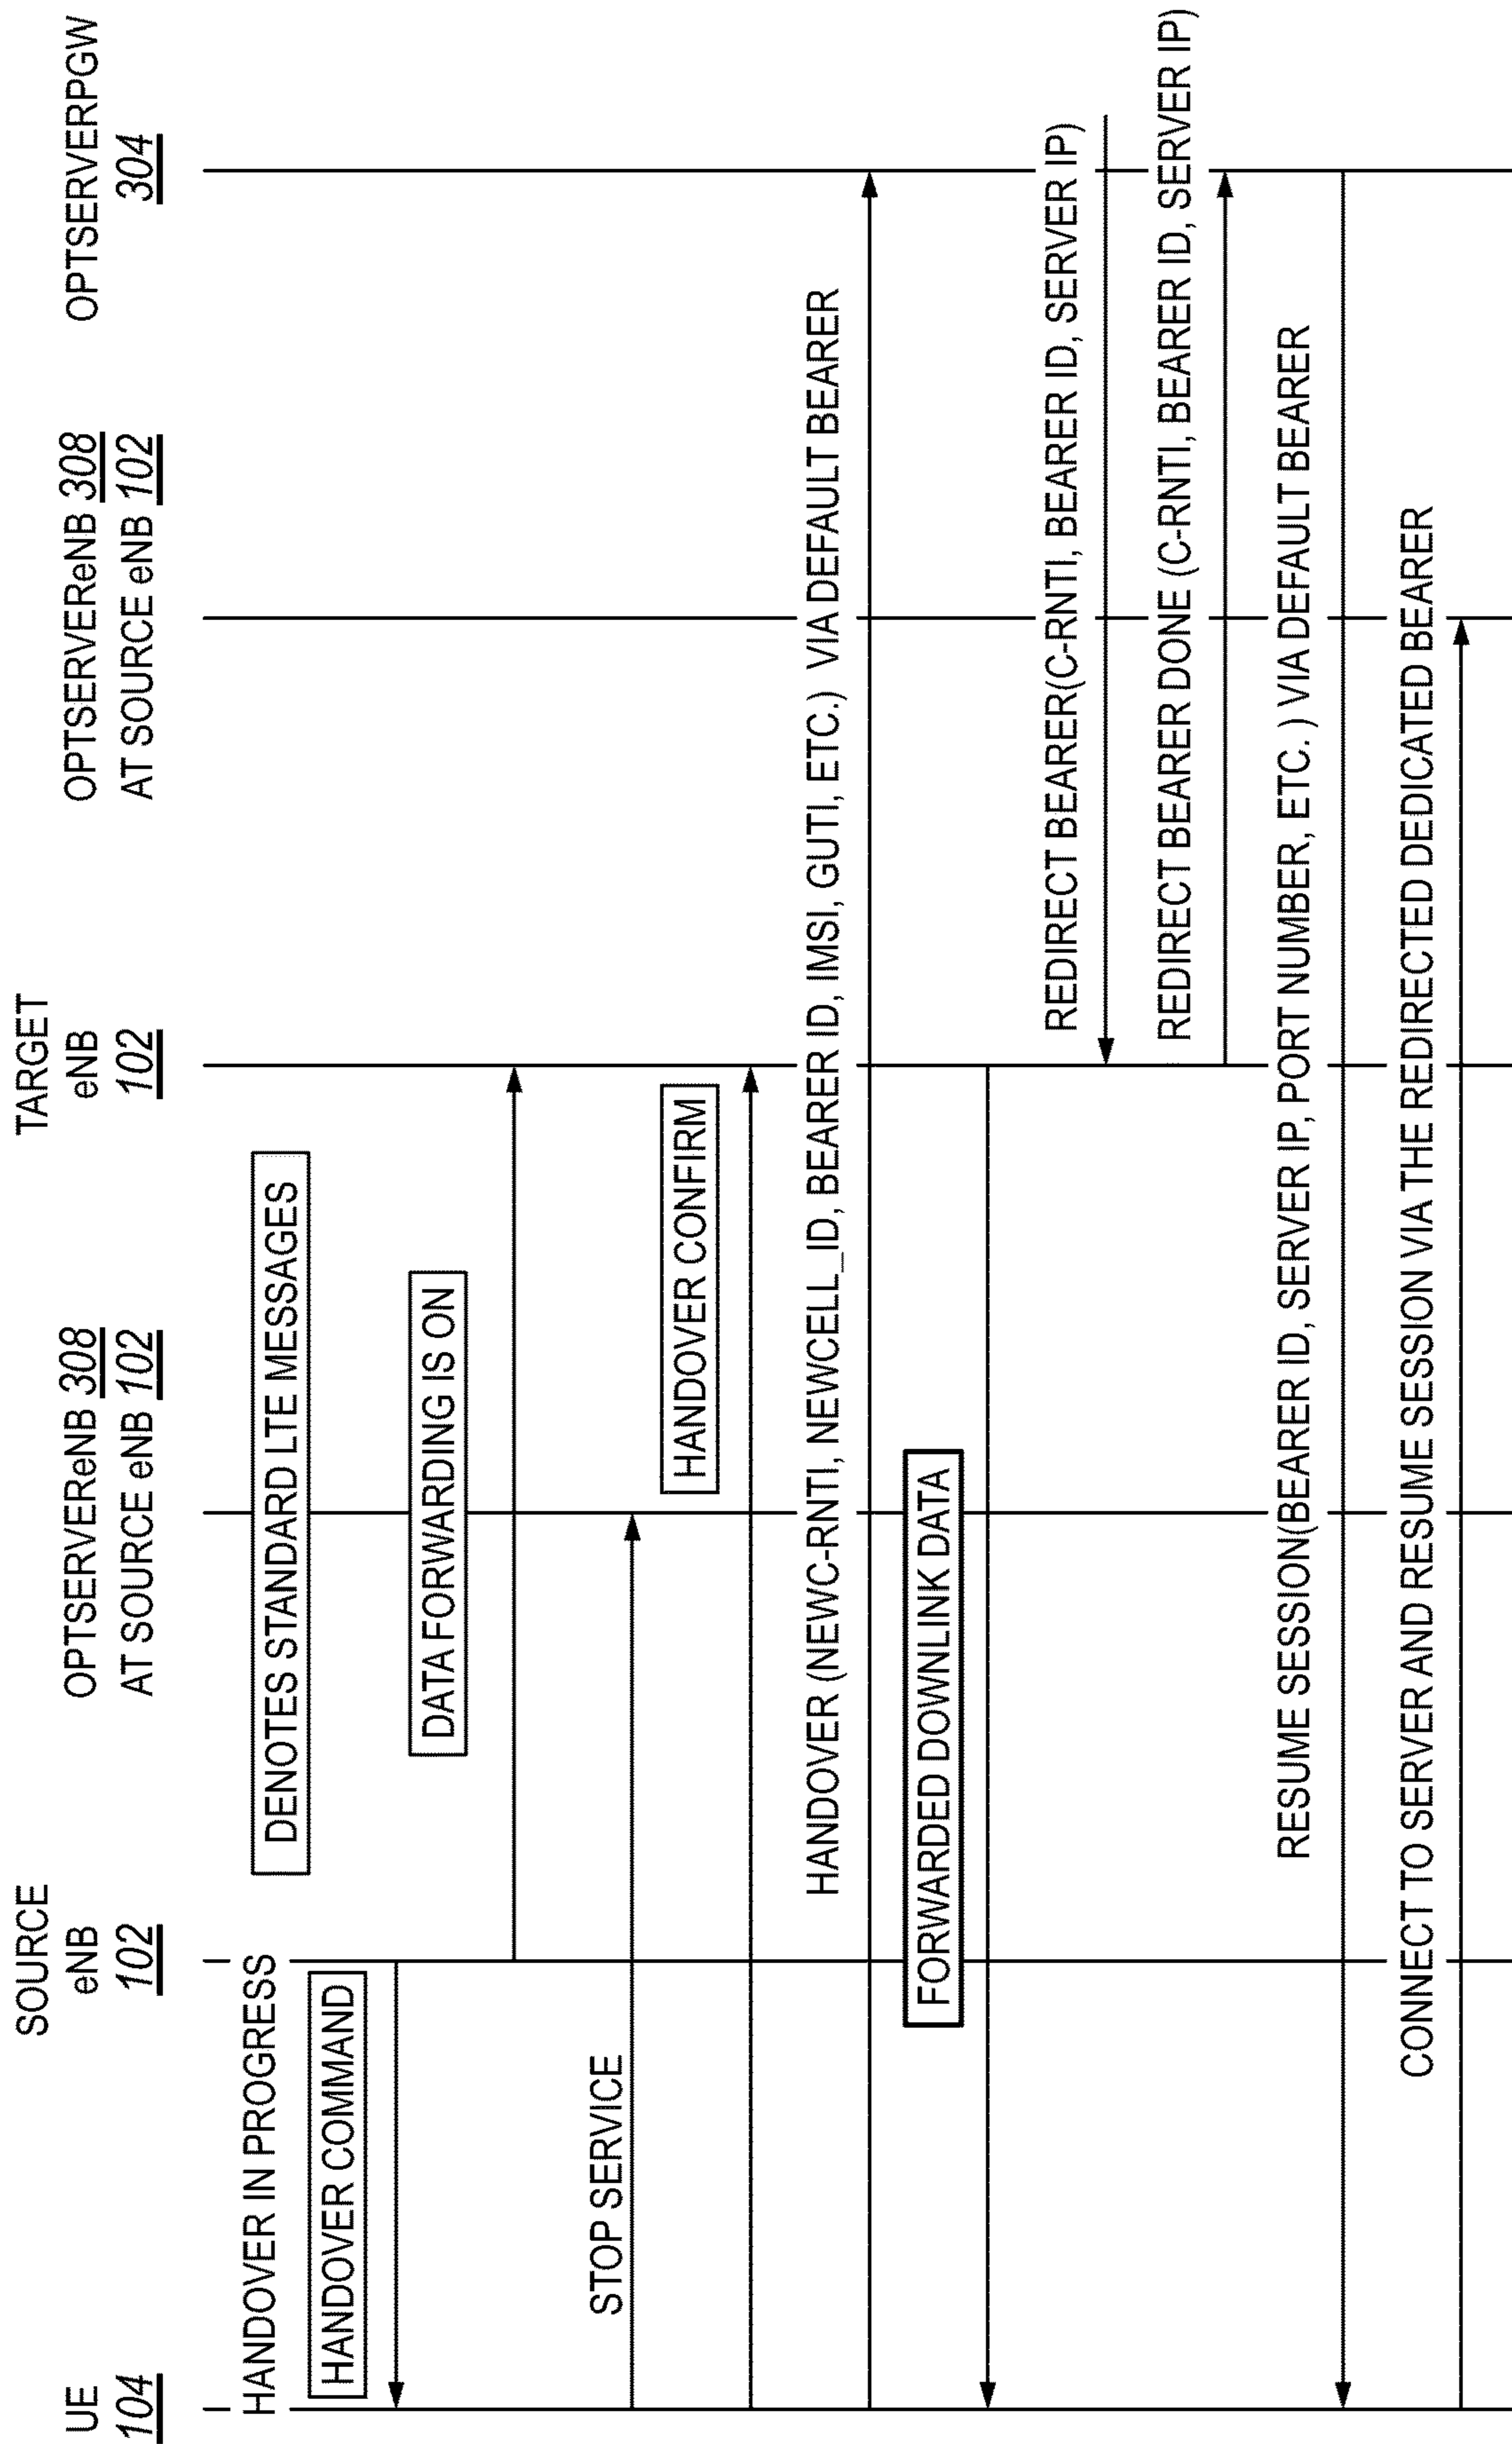 UE
104
SOURCE
eNB
102
OPTSERVEReNB 308
AT SOURCE eNB 102
TARGET
eNB
102
OPTSERVEReNB 308
AT SOURCE eNB 102
OPTSERVERPGW
304
HANDOVER IN PROGRESS
DENOTES STANDARD LTE MESSAGES
HANDOVER COMMAND
DATA FORWARDING IS ON
STOP SERVICE
HANDOVER CONFIRM
HANDOVER (NEWC-RNTI, NEWCELL_ID, BEARER ID, IMSI, GUTI, ETC.) VIA DEFAULT BEARER
FORWARDED DOWNLINK DATA
REDIRECT BEARER(C-RNTI, BEARER ID, SERVER IP)
REDIRECT BEARER DONE (C-RNTI, BEARER ID, SERVER IP)
RESUME SESSION(BEARER ID, SERVER IP, PORT NUMBER, ETC. ) VIA DEFAULT BEARER
CONNECT TO SERVER AND RESUME SESSION VIA THE REDIRECTED DEDICATED BEARER